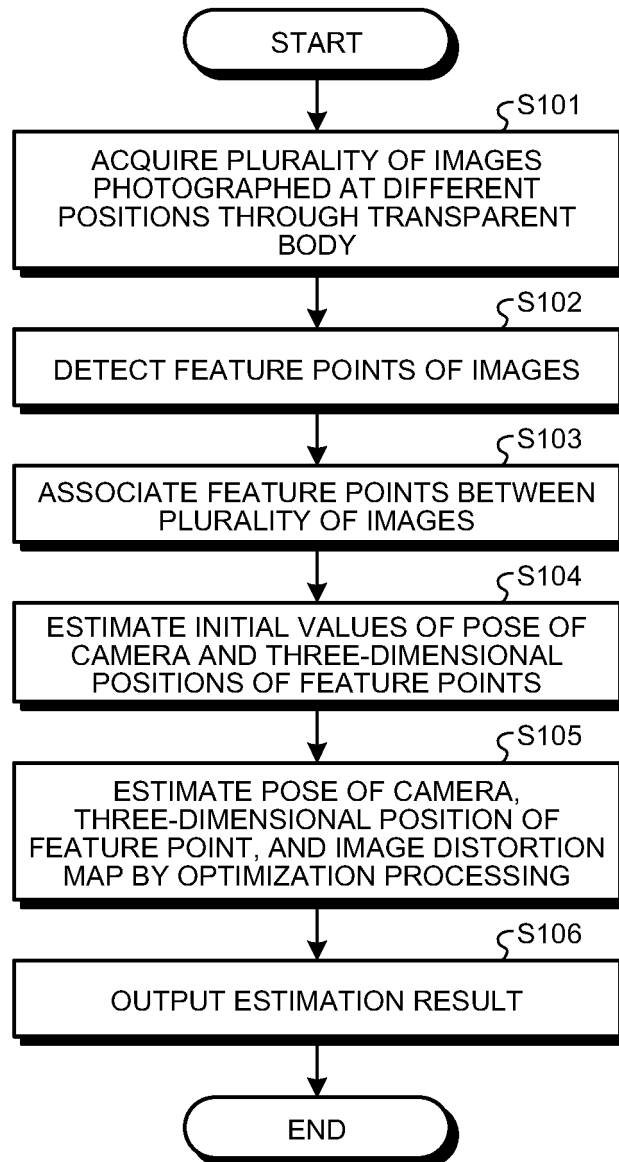 START
S101
ACQUIRE PLURALITY OF IMAGES
PHOTOGRAPHED AT DIFFERENT
POSITIONS THROUGH TRANSPARENT
BODY
S102
DETECT FEATURE POINTS OF IMAGES
S103
ASSOCIATE FEATURE POINTS BETWEEN
PLURALITY OF IMAGES
S104
ESTIMATE INITIAL VALUES OF POSE OF
CAMERA AND THREE-DIMENSIONAL
POSITIONS OF FEATURE POINTS
S105
ESTIMATE POSE OF CAMERA,
THREE-DIMENSIONAL POSITION OF
FEATURE POINT, AND IMAGE DISTORTION
MAP BY OPTIMIZATION PROCESSING
S106
OUTPUT ESTIMATION RESULT
END